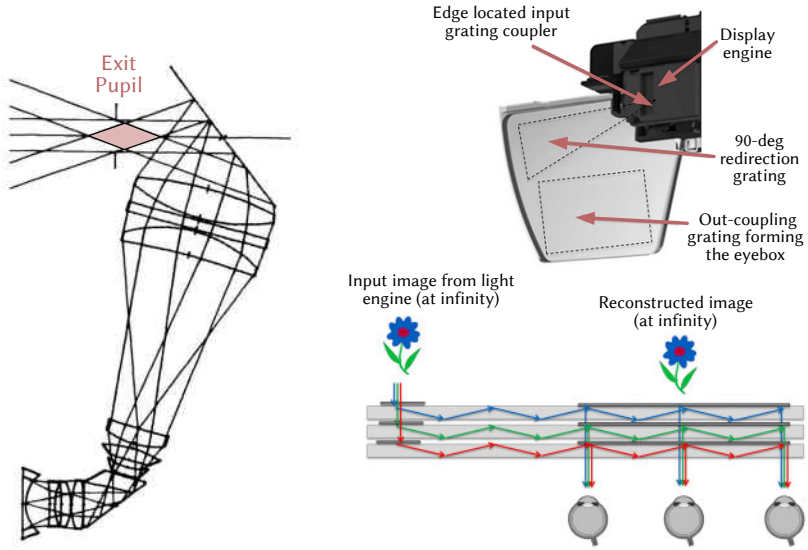 Exit
Pupil
Edge located input
grating coupler
Display
engine
90-deg
redirection
grating
Out-coupling
grating forming
the eyebox
Input image from light
engine (at infinity)
Reconstructed image
(at infinity)